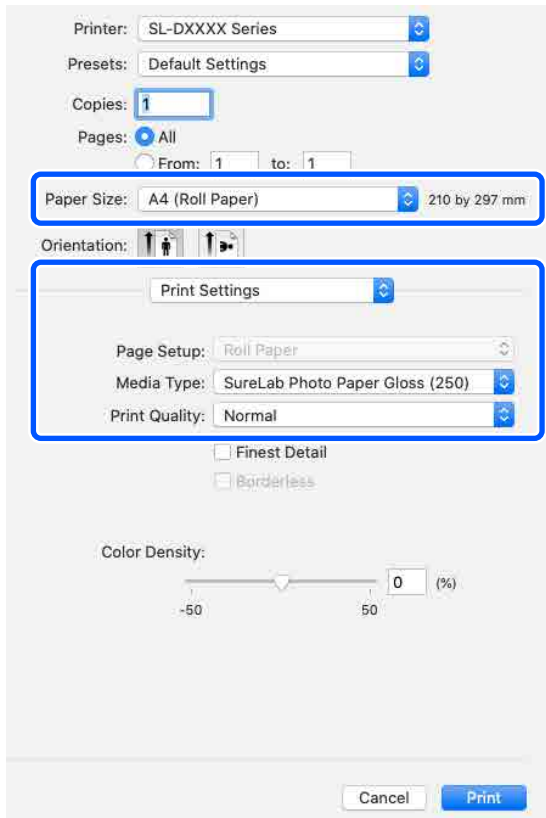 Printer: SL-DXXXX Series
Presets: Default Settings
Copies: 1
Pages: All
From: 1 to: 1
Paper Size: A4 (Roll Paper) 210 by 297 mm
Orientation:
Print Settings
Page Setup: Roll Paper
Media Type: SureLab Photo Paper Gloss (250)
Print Quality: Normal
Finest Detail
Borderless
Color Density:
0 (%)
-50 50
Cancel Print